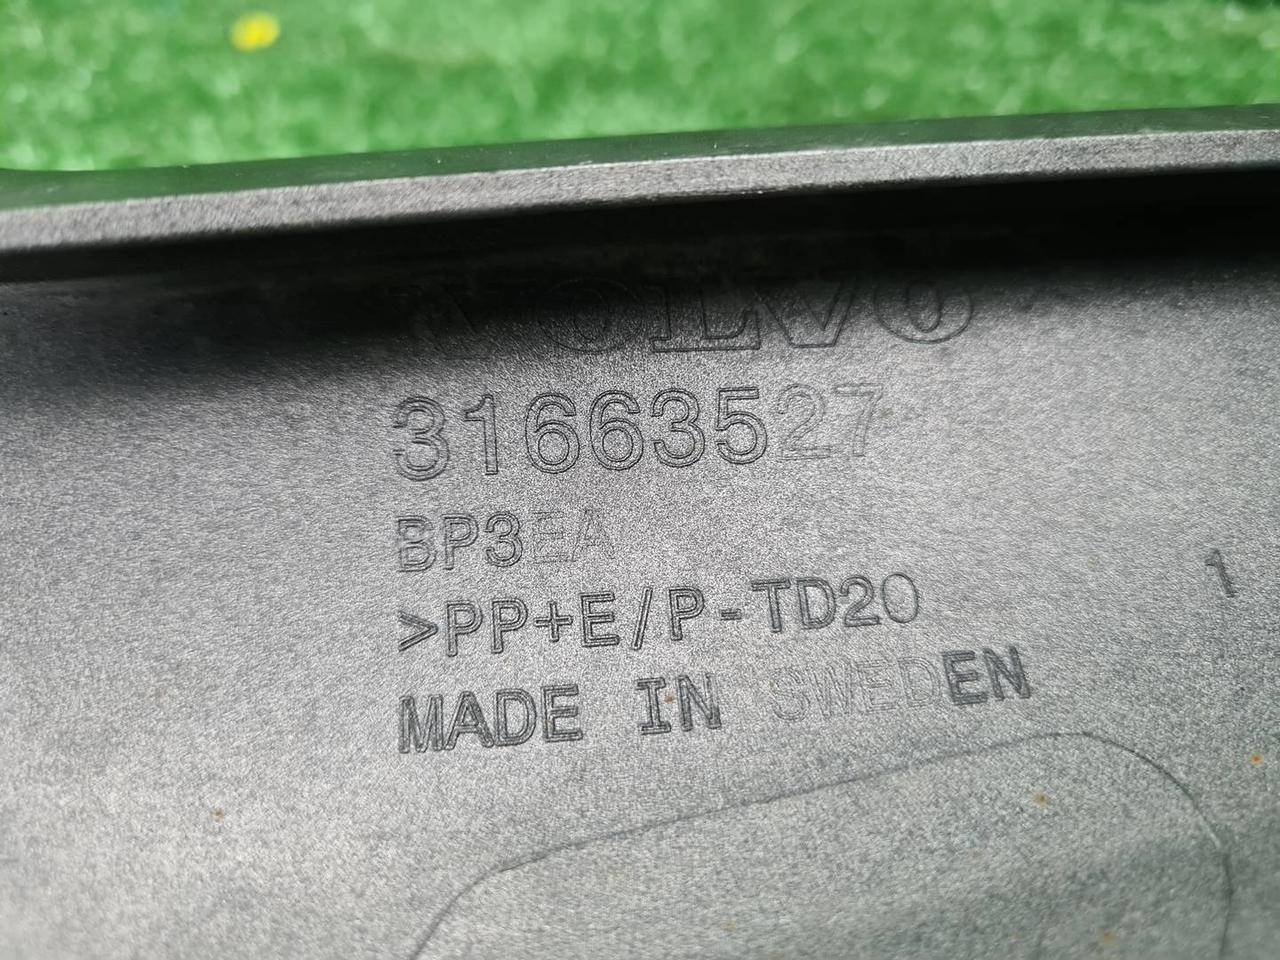 VOLVO
31663527
BP3EA
>PP+E/P-TD20
1
MADE IN SWEDEN